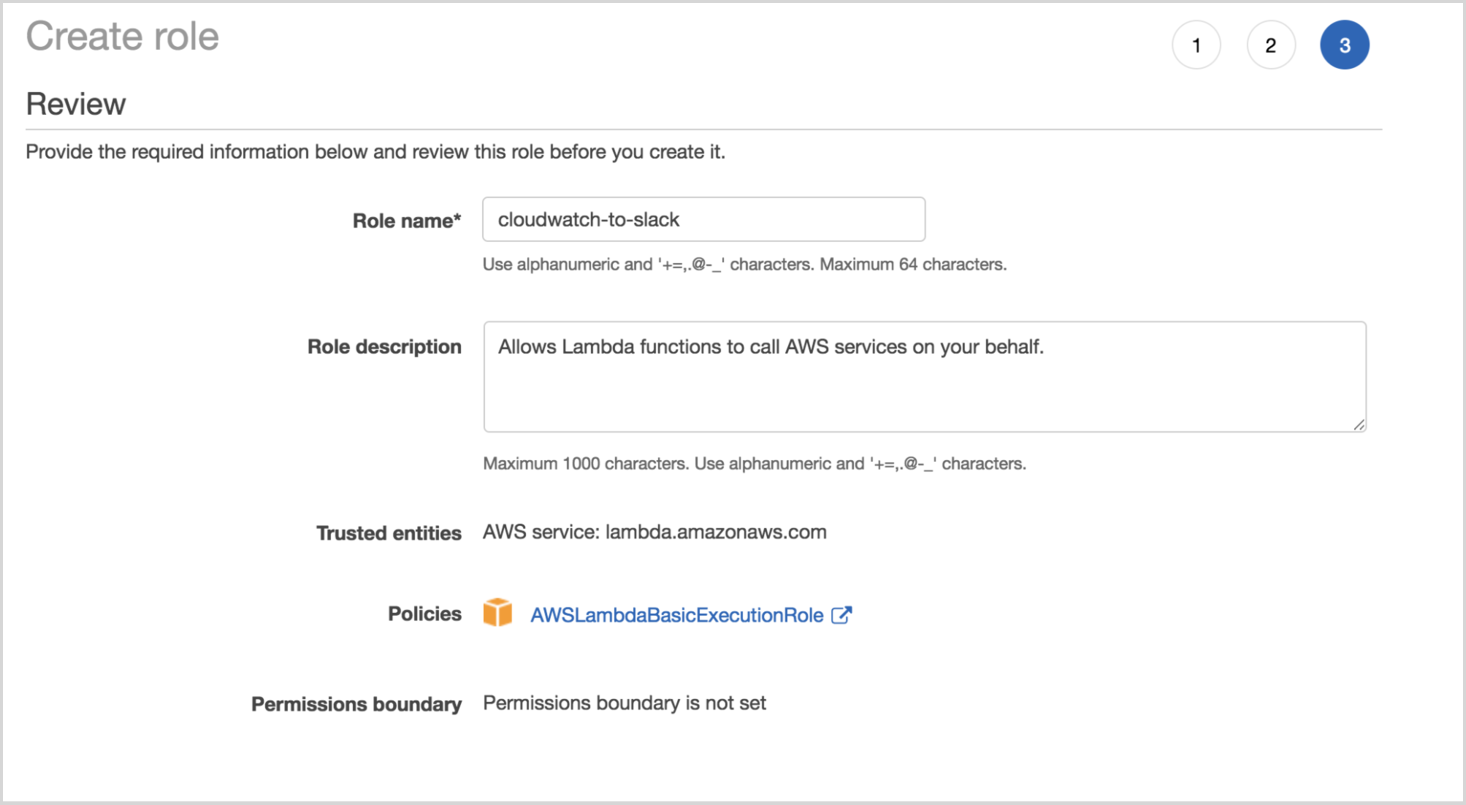 Create role
1 2 3
Review
Provide the required information below and review this role before you create it.
Role name* cloudwatch-to-slack
Use alphanumeric and '+=,.@-_' characters. Maximum 64 characters.
Role description Allows Lambda functions to call AWS services on your behalf.
Maximum 1000 characters. Use alphanumeric and '+=,.@-_' characters.
Trusted entities AWS service: lambda.amazonaws.com
Policies AWSLambdaBasicExecutionRole
Permissions boundary Permissions boundary is not set